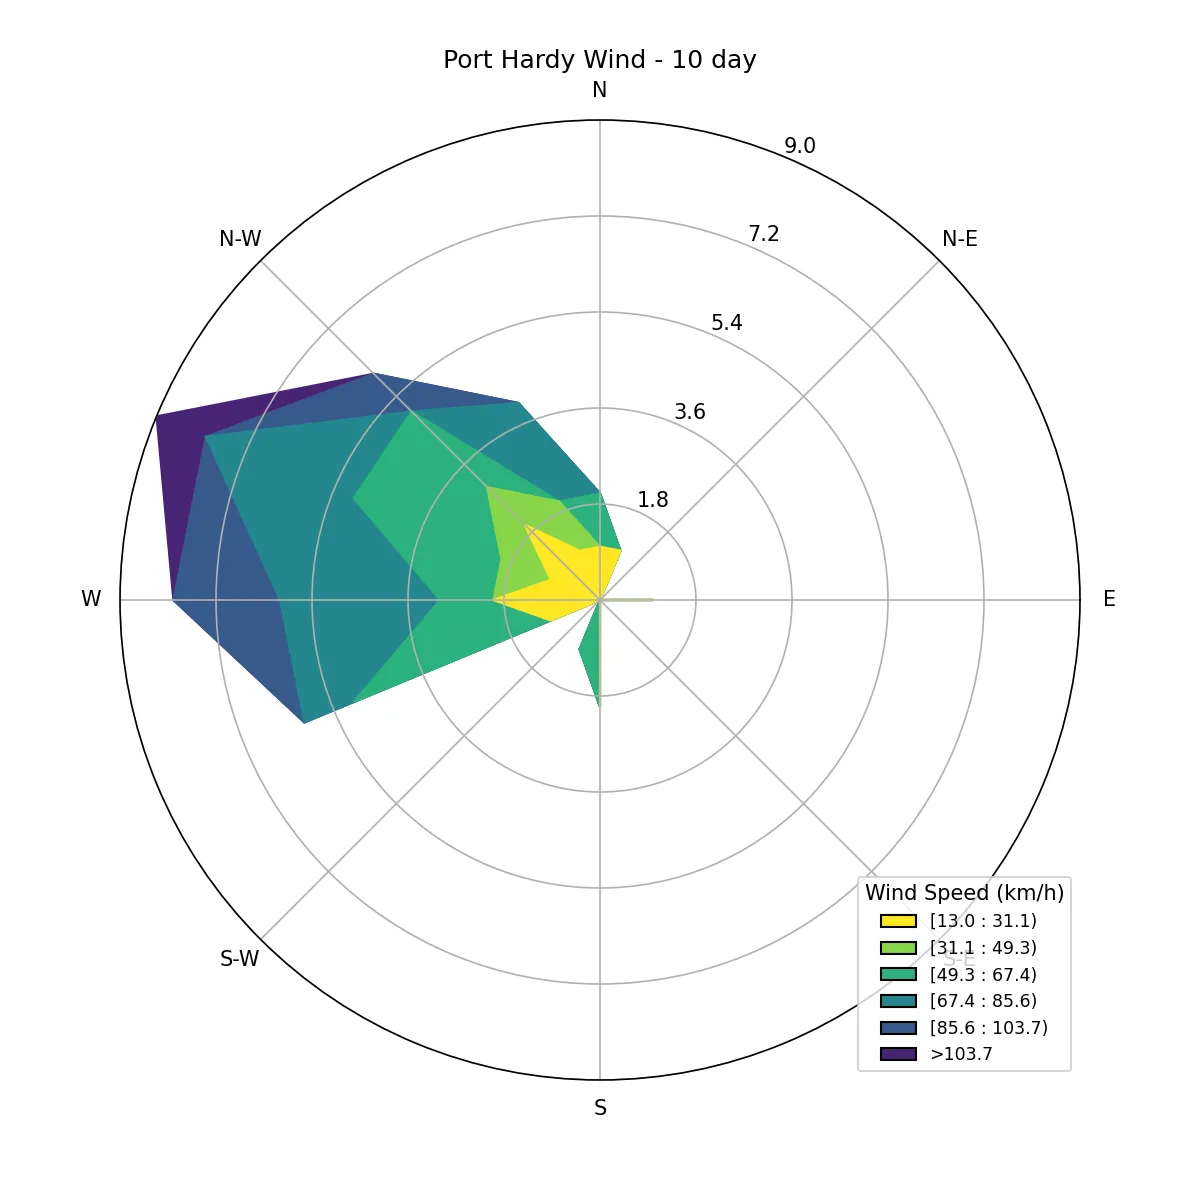 Port Hardy Wind - 10 day
N
9.0
N-W
7.2
N-E
5.4
3.6
1.8
W
E
Wind Speed (km/h)
[13.0 : 31.1)
[31.1 : 49.3)
S-W
S-E
[49.3 : 67.4)
[67.4 : 85.6)
[85.6 : 103.7)
>103.7
S